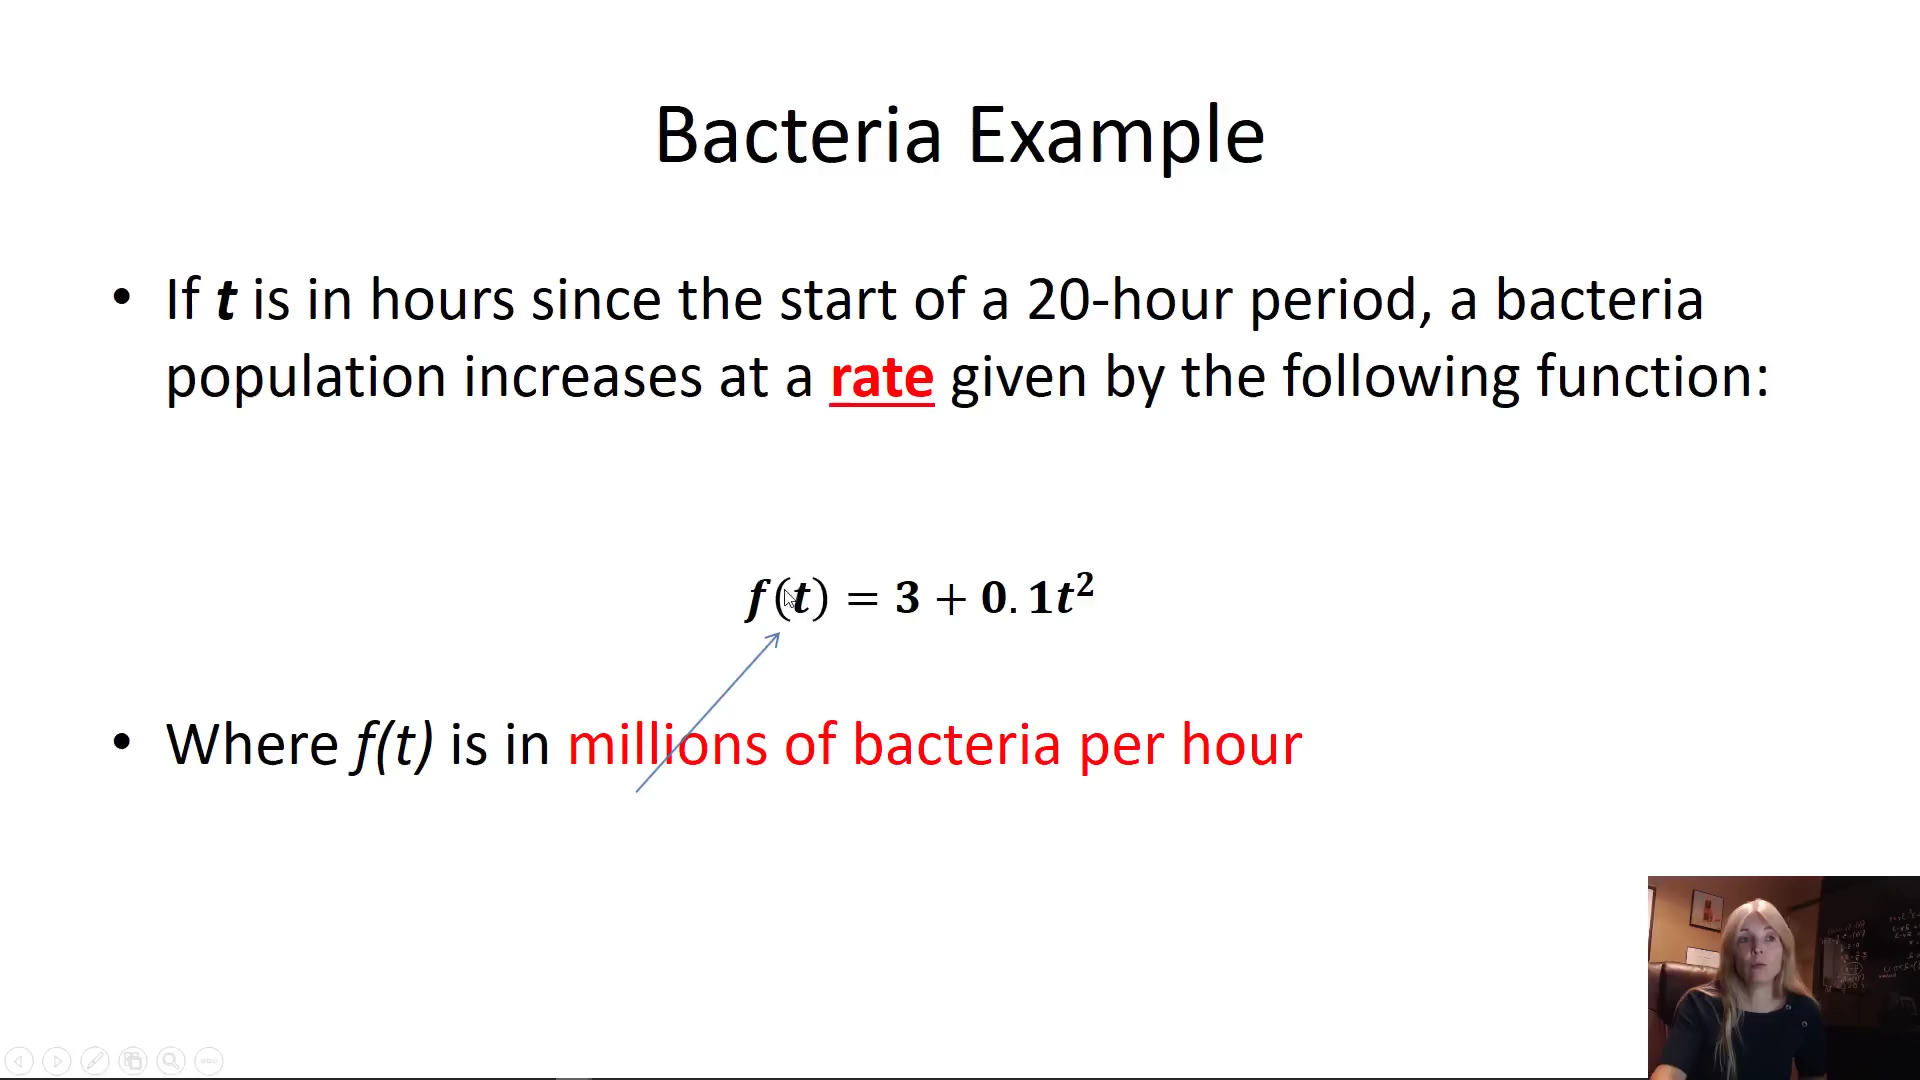 Bacteria Example
• If t is in hours since the start of a 20-hour period, a bacteria
population increases at a rate given by the following function:
f(t) = 3 + 0.1t²
• Where f(t) is in millions of bacteria per hour